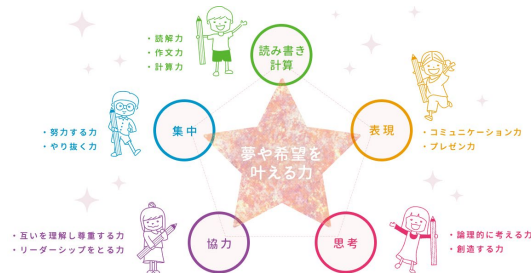 ・読解力
・作文力
・計算力
読み書き
計算
・努力する力
・やり抜く力
集中
表現
・コミュニケーション力
・プレゼン力
夢や希望を
叶える力
・互いを理解し尊重する力
・リーダーシップをとる力
協力
思考
・論理的に考える力
・創造する力